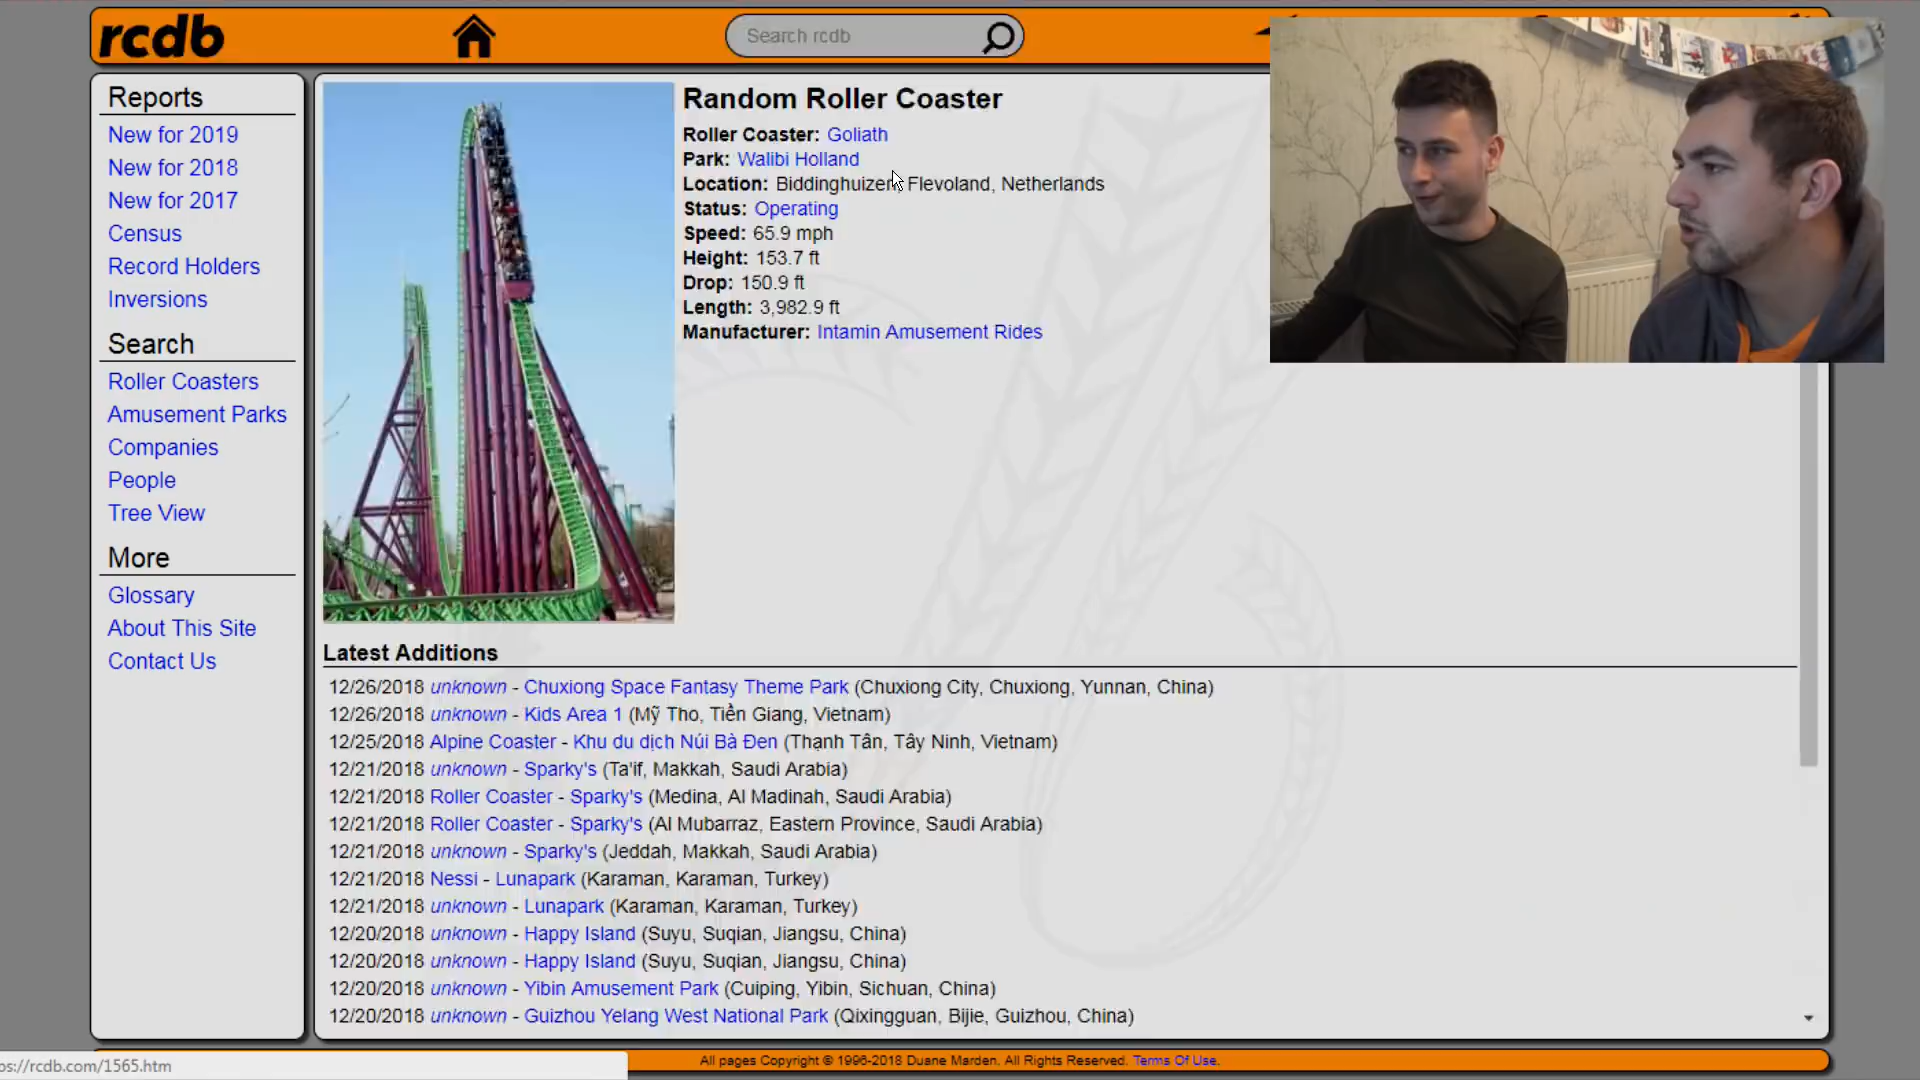 rcdb
Search rcdb
Reports
New for 2019
New for 2018
New for 2017
Census
Record Holders
Inversions
Search
Roller Coasters
Amusement Parks
Companies
People
Tree View
More
Glossary
About This Site
Contact Us
Random Roller Coaster
Roller Coaster: Goliath
Park: Walibi Holland
Location: Biddinghuizen, Flevoland, Netherlands
Status: Operating
Speed: 65.9 mph
Height: 153.7 ft
Drop: 150.9 ft
Length: 3,982.9 ft
Manufacturer: Intamin Amusement Rides
Latest Additions
12/26/2018 unknown - Chuxiong Space Fantasy Theme Park (Chuxiong City, Chuxiong, Yunnan, China)
12/26/2018 unknown - Kids Area 1 (Mỹ Tho, Tiền Giang, Vietnam)
12/25/2018 Alpine Coaster - Khu du dịch Núi Bà Đen (Thạnh Tân, Tây Ninh, Vietnam)
12/21/2018 unknown - Sparky's (Ta'if, Makkah, Saudi Arabia)
12/21/2018 Roller Coaster - Sparky's (Medina, Al Madinah, Saudi Arabia)
12/21/2018 Roller Coaster - Sparky's (Al Mubarraz, Eastern Province, Saudi Arabia)
12/21/2018 unknown - Sparky's (Jeddah, Makkah, Saudi Arabia)
12/21/2018 Nessi - Lunapark (Karaman, Karaman, Turkey)
12/21/2018 unknown - Lunapark (Karaman, Karaman, Turkey)
12/20/2018 unknown - Happy Island (Suyu, Suqian, Jiangsu, China)
12/20/2018 unknown - Happy Island (Suyu, Suqian, Jiangsu, China)
12/20/2018 unknown - Yibin Amusement Park (Cuiping, Yibin, Sichuan, China)
12/20/2018 unknown - Guizhou Yelang West National Park (Qixingguan, Bijie, Guizhou, China)
ps://rcdb.com/1565.htm
All pages Copyright © 1996-2018 Duane Marden. All Rights Reserved. Terms Of Use.